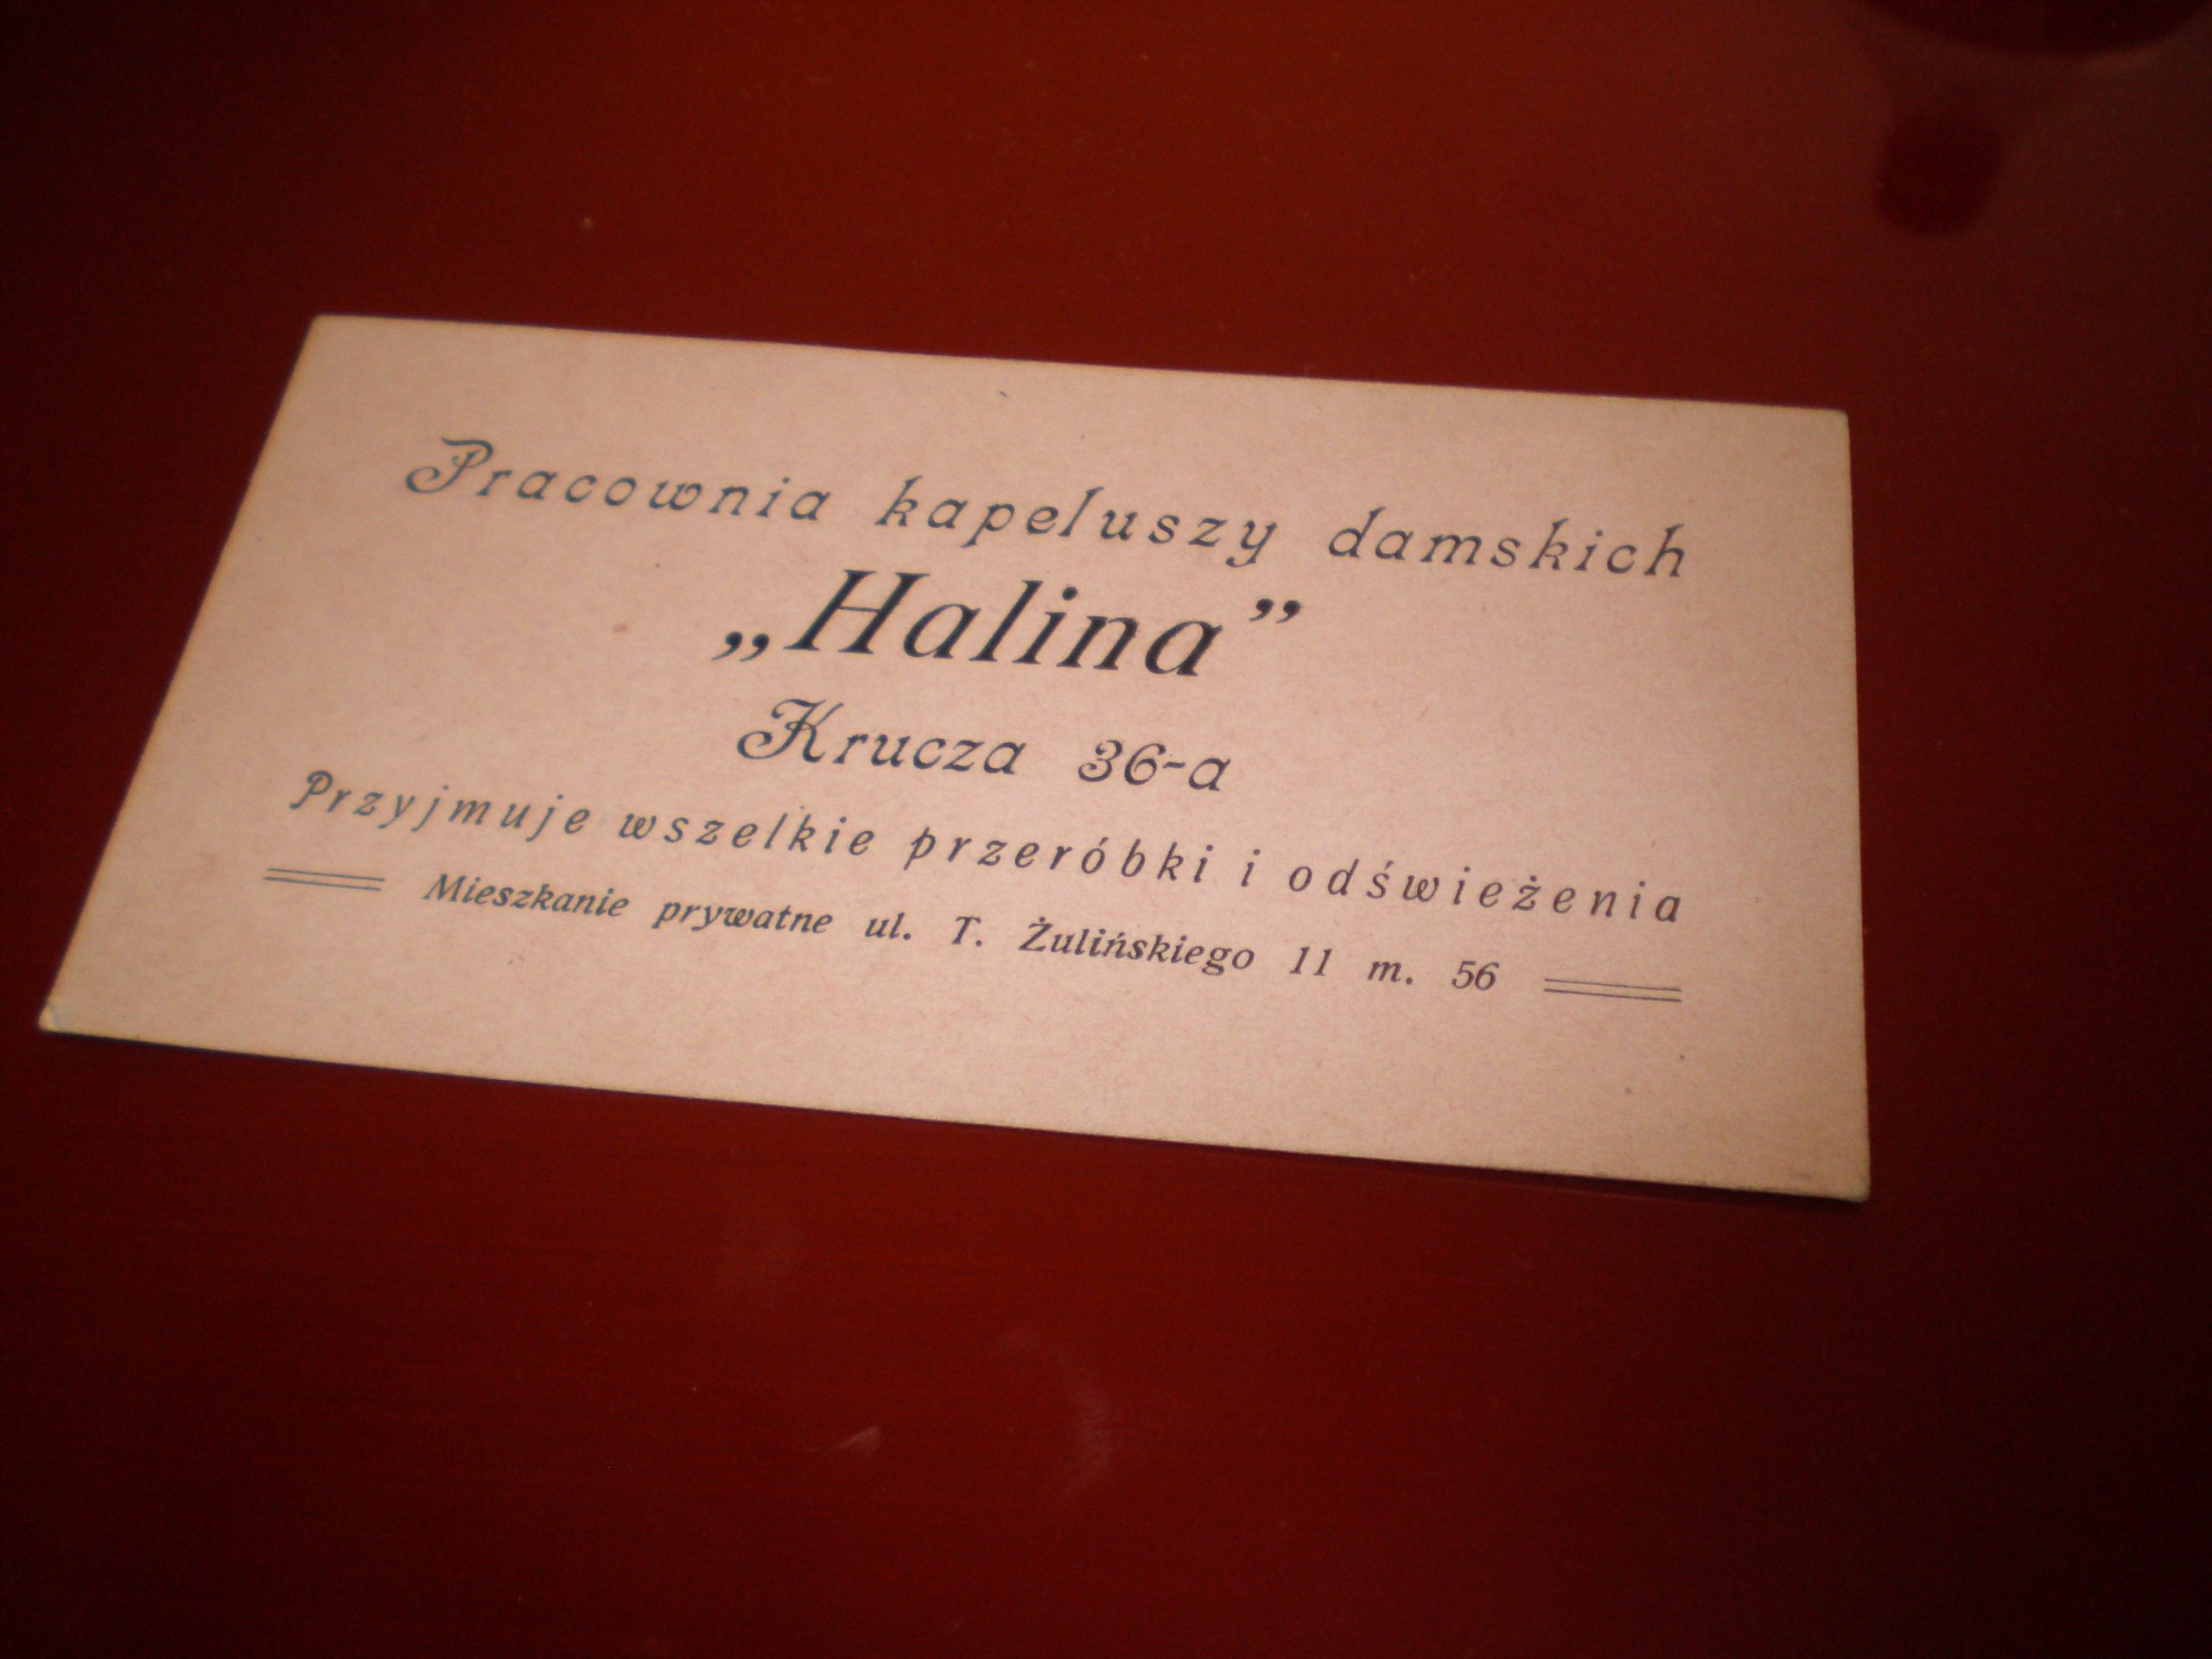 Pracownia kapeluszy damskich
„Halina”
Krucza 36-a
Przyjmuje wszelkie przeróbki i odświeżenia
Mieszkanie prywatne ul. T. Żulińskiego 11 m. 56